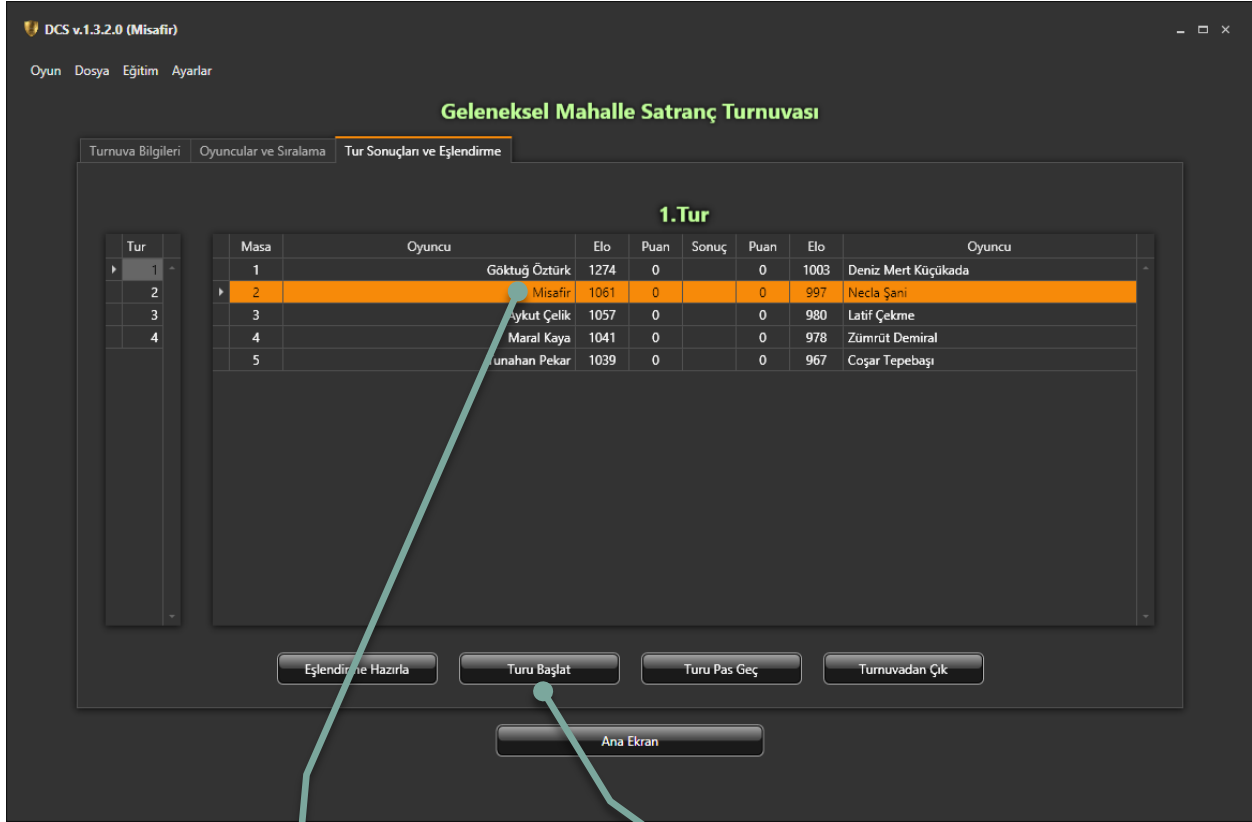 DCS v.1.3.2.0 (Misafir)
Oyun Dosya Eğitim Ayarlar
Geleneksel Mahalle Satranç Turnuvası
Turnuva Bilgileri Oyuncular ve Sıralama Tur Sonuçları ve Eşlendirme
1.Tur
Tur Masa Oyuncu Elo Puan Sonuç Puan Elo Oyuncu
1 1 Göktuğ Öztürk 1274 0 0 1003 Deniz Mert Küçükada
2 2 Misafir 1061 0 0 997 Necla Şani
3 3 Aykut Çelik 1057 0 0 980 Latif Çekme
4 4 Maral Kaya 1041 0 0 978 Zümrüt Demiral
5 Pekar 1039 0 0 967 Coşar Tepebaşı
Eşlendirme Hazırla Turu Başlat Turu Pas Geç Turnuvadan Çık
Ana Ekran